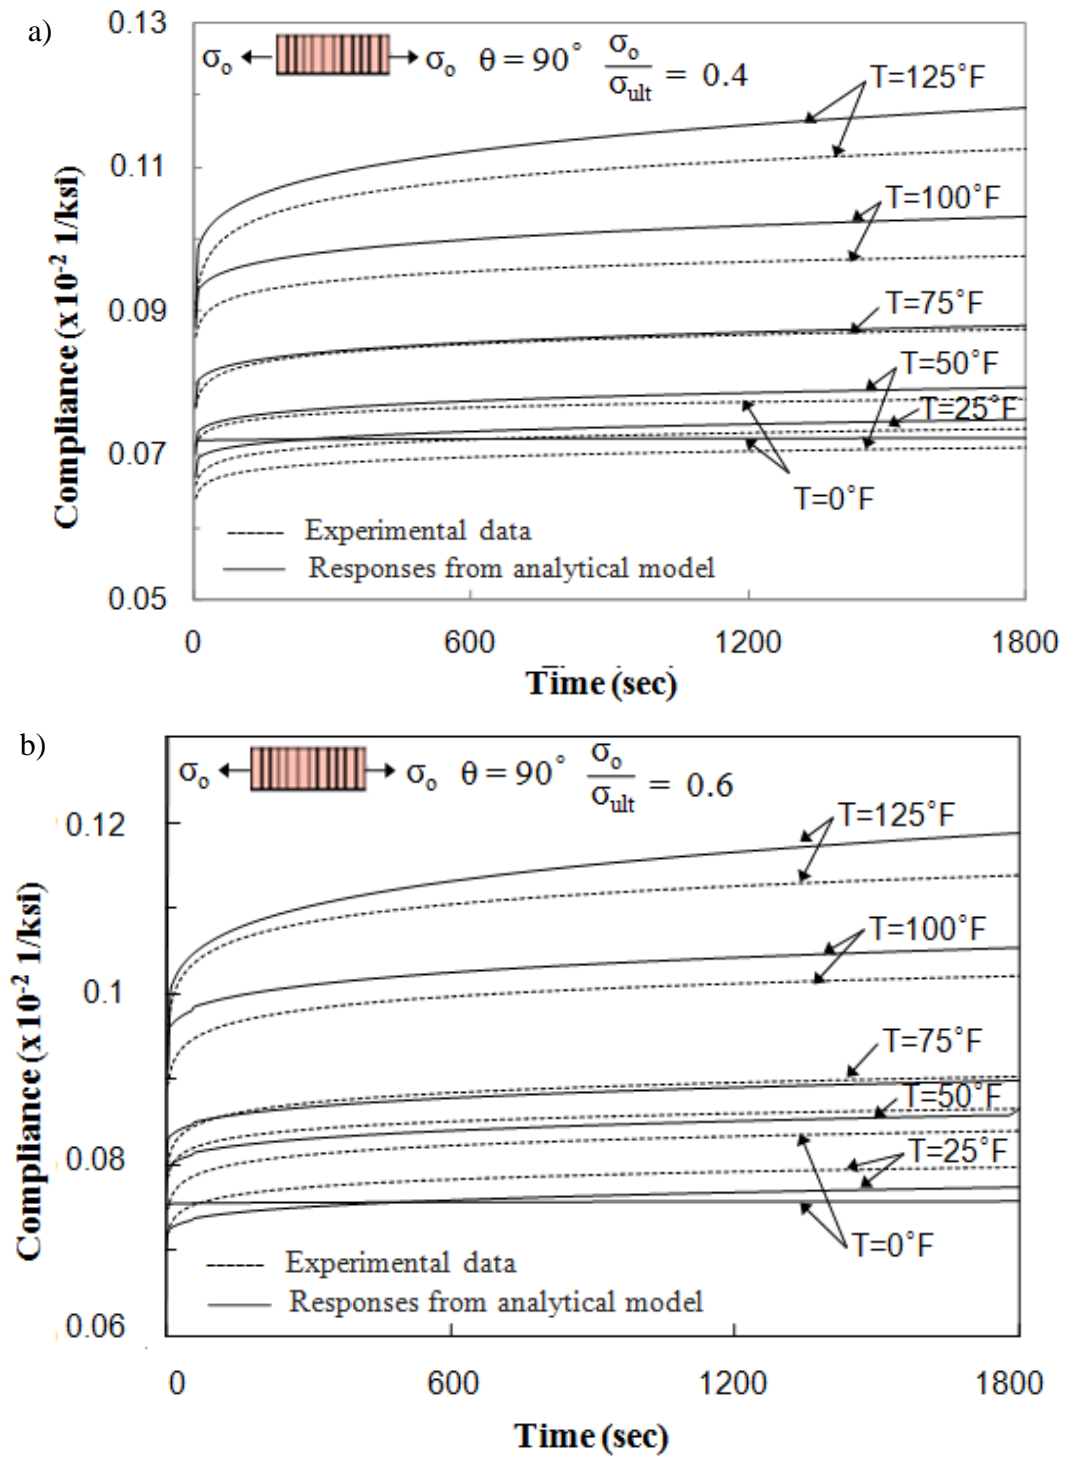 a)
0.13
σo σo θ = 90° σo/σult = 0.4
T=125°F
0.11
T=100°F
0.09
T=75°F
T=50°F
T=25°F
0.07
T=0°F
Experimental data
Responses from analytical model
0.05
0 600 1200 1800
Time (sec)
Compliance (x10-2 1/ksi)
b)
σo σo θ = 90° σo/σult = 0.6
0.12
T=125°F
T=100°F
0.1
T=75°F
T=50°F
T=25°F
0.08
T=0°F
Experimental data
Responses from analytical model
0.06
0 600 1200 1800
Time (sec)
Compliance (x10-2 1/ksi)